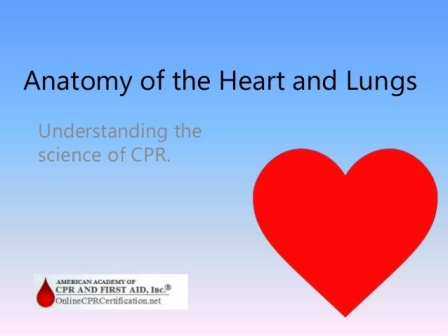 Anatomy of the Heart and Lungs
Understanding the
science of CPR.
AMERICAN ACADEMY OF
CPR AND FIRST AID, Inc.®
OnlineCPRCertification.net